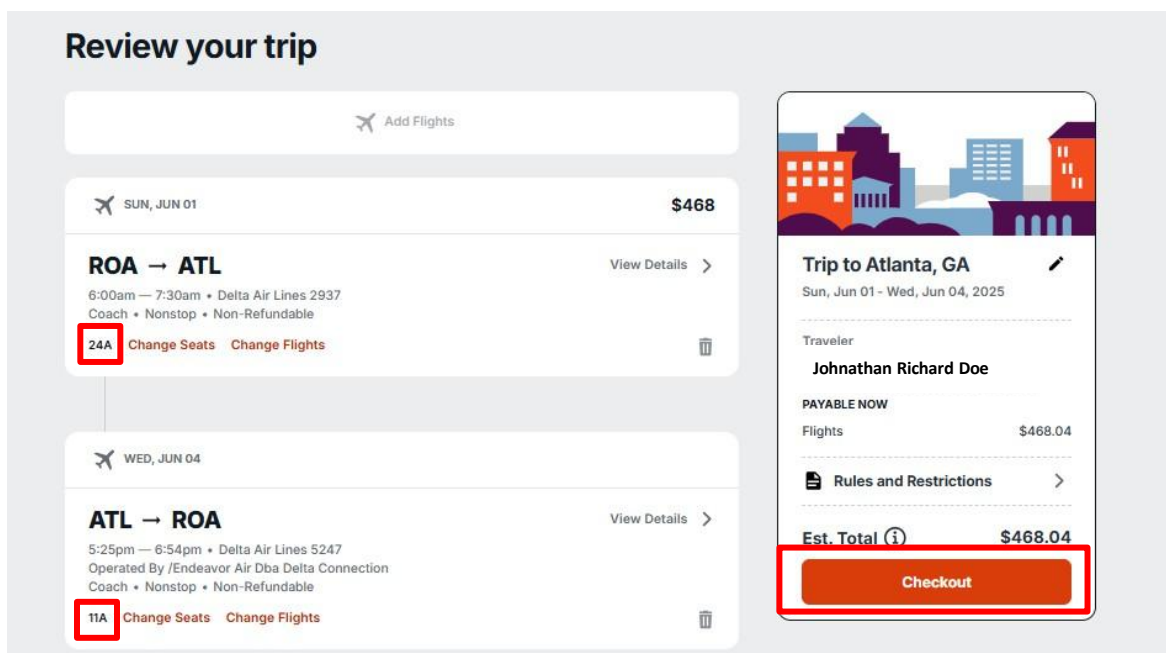 Review your trip
Add Flights
SUN, JUN 01 $468
ROA → ATL View Details
6:00am — 7:30am • Delta Air Lines 2937
Coach • Nonstop • Non-Refundable
24A Change Seats Change Flights
WED, JUN 04
ATL → ROA View Details
5:25pm — 6:54pm • Delta Air Lines 5247
Operated By /Endeavor Air Dba Delta Connection
Coach • Nonstop • Non-Refundable
11A Change Seats Change Flights
Trip to Atlanta, GA
Sun, Jun 01 - Wed, Jun 04, 2025
Traveler
Johnathan Richard Doe
PAYABLE NOW
Flights $468.04
Rules and Restrictions
Est. Total $468.04
Checkout